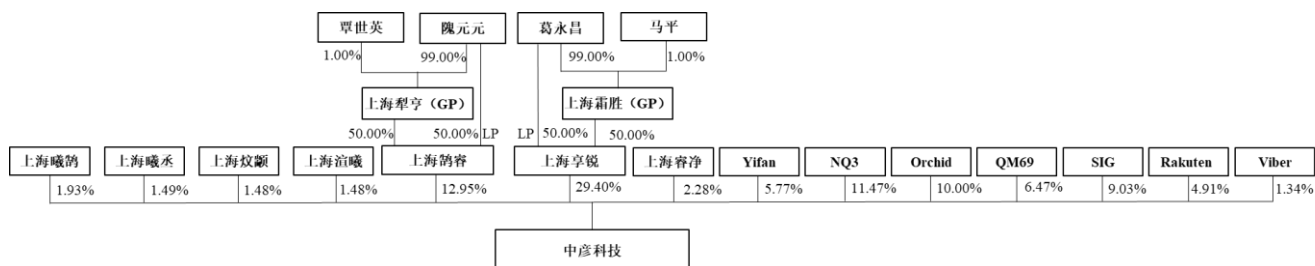 覃世英 隗元元 葛永昌 马平
1.00% 99.00% 99.00% 1.00%
上海犁亨（GP） 上海霜胜（GP）
50.00% 50.00% LP LP 50.00% 50.00%
上海曦鹄 上海曦丞 上海炆颛 上海渲曦 上海鹄睿 上海享锐 上海睿净 Yifan NQ3 Orchid QM69 SIG Rakuten Viber
1.93% 1.49% 1.48% 1.48% 12.95% 29.40% 2.28% 5.77% 11.47% 10.00% 6.47% 9.03% 4.91% 1.34%
中彦科技